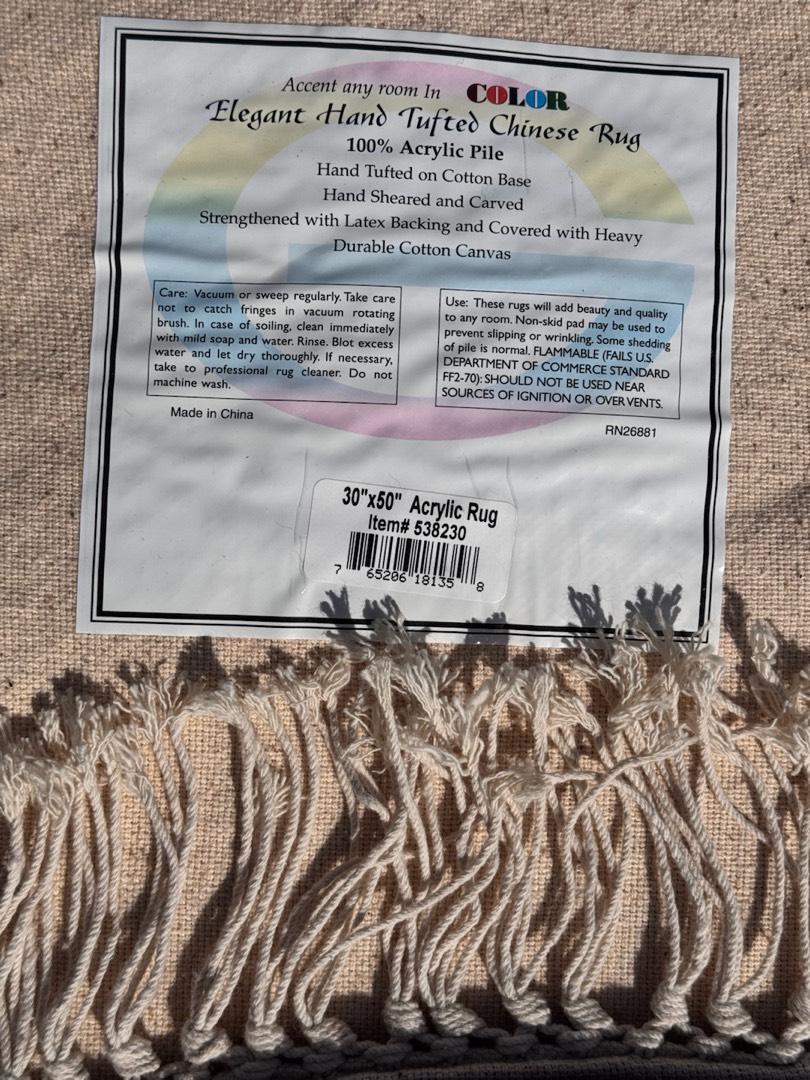 Accent any room In COLOR
Elegant Hand Tufted Chinese Rug
100% Acrylic Pile
Hand Tufted on Cotton Base
Hand Sheared and Carved
Strengthened with Latex Backing and Covered with Heavy
Durable Cotton Canvas
Care: Vacuum or sweep regularly. Take care
not to catch fringes in vacuum rotating
brush. In case of soiling, clean immediately
with mild soap and water. Rinse. Blot excess
water and let dry thoroughly. If necessary,
take to professional rug cleaner. Do not
machine wash.
Use: These rugs will add beauty and quality
to any room. Non-skid pad may be used to
prevent slipping or wrinkling. Some shedding
of pile is normal. FLAMMABLE (FAILS U.S.
DEPARTMENT OF COMMERCE STANDARD
FF2-70): SHOULD NOT BE USED NEAR
SOURCES OF IGNITION OR OVER VENTS.
Made in China
RN26881
30"x50" Acrylic Rug
Item# 538230
7 65206 18135 8